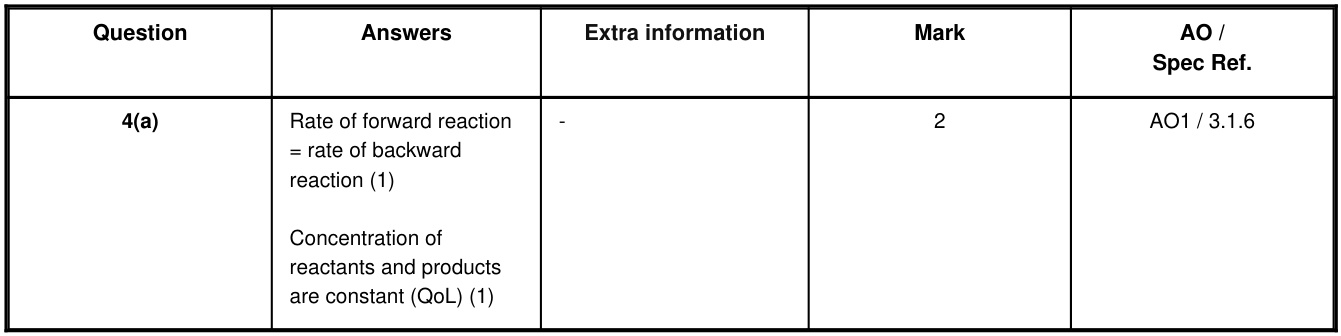 Question
Answers
Extra information
Mark
AO /
Spec Ref.
4(a)
Rate of forward reaction
= rate of backward
reaction (1)
Concentration of
reactants and products
are constant (QoL) (1)
-
2
AO1 / 3.1.6